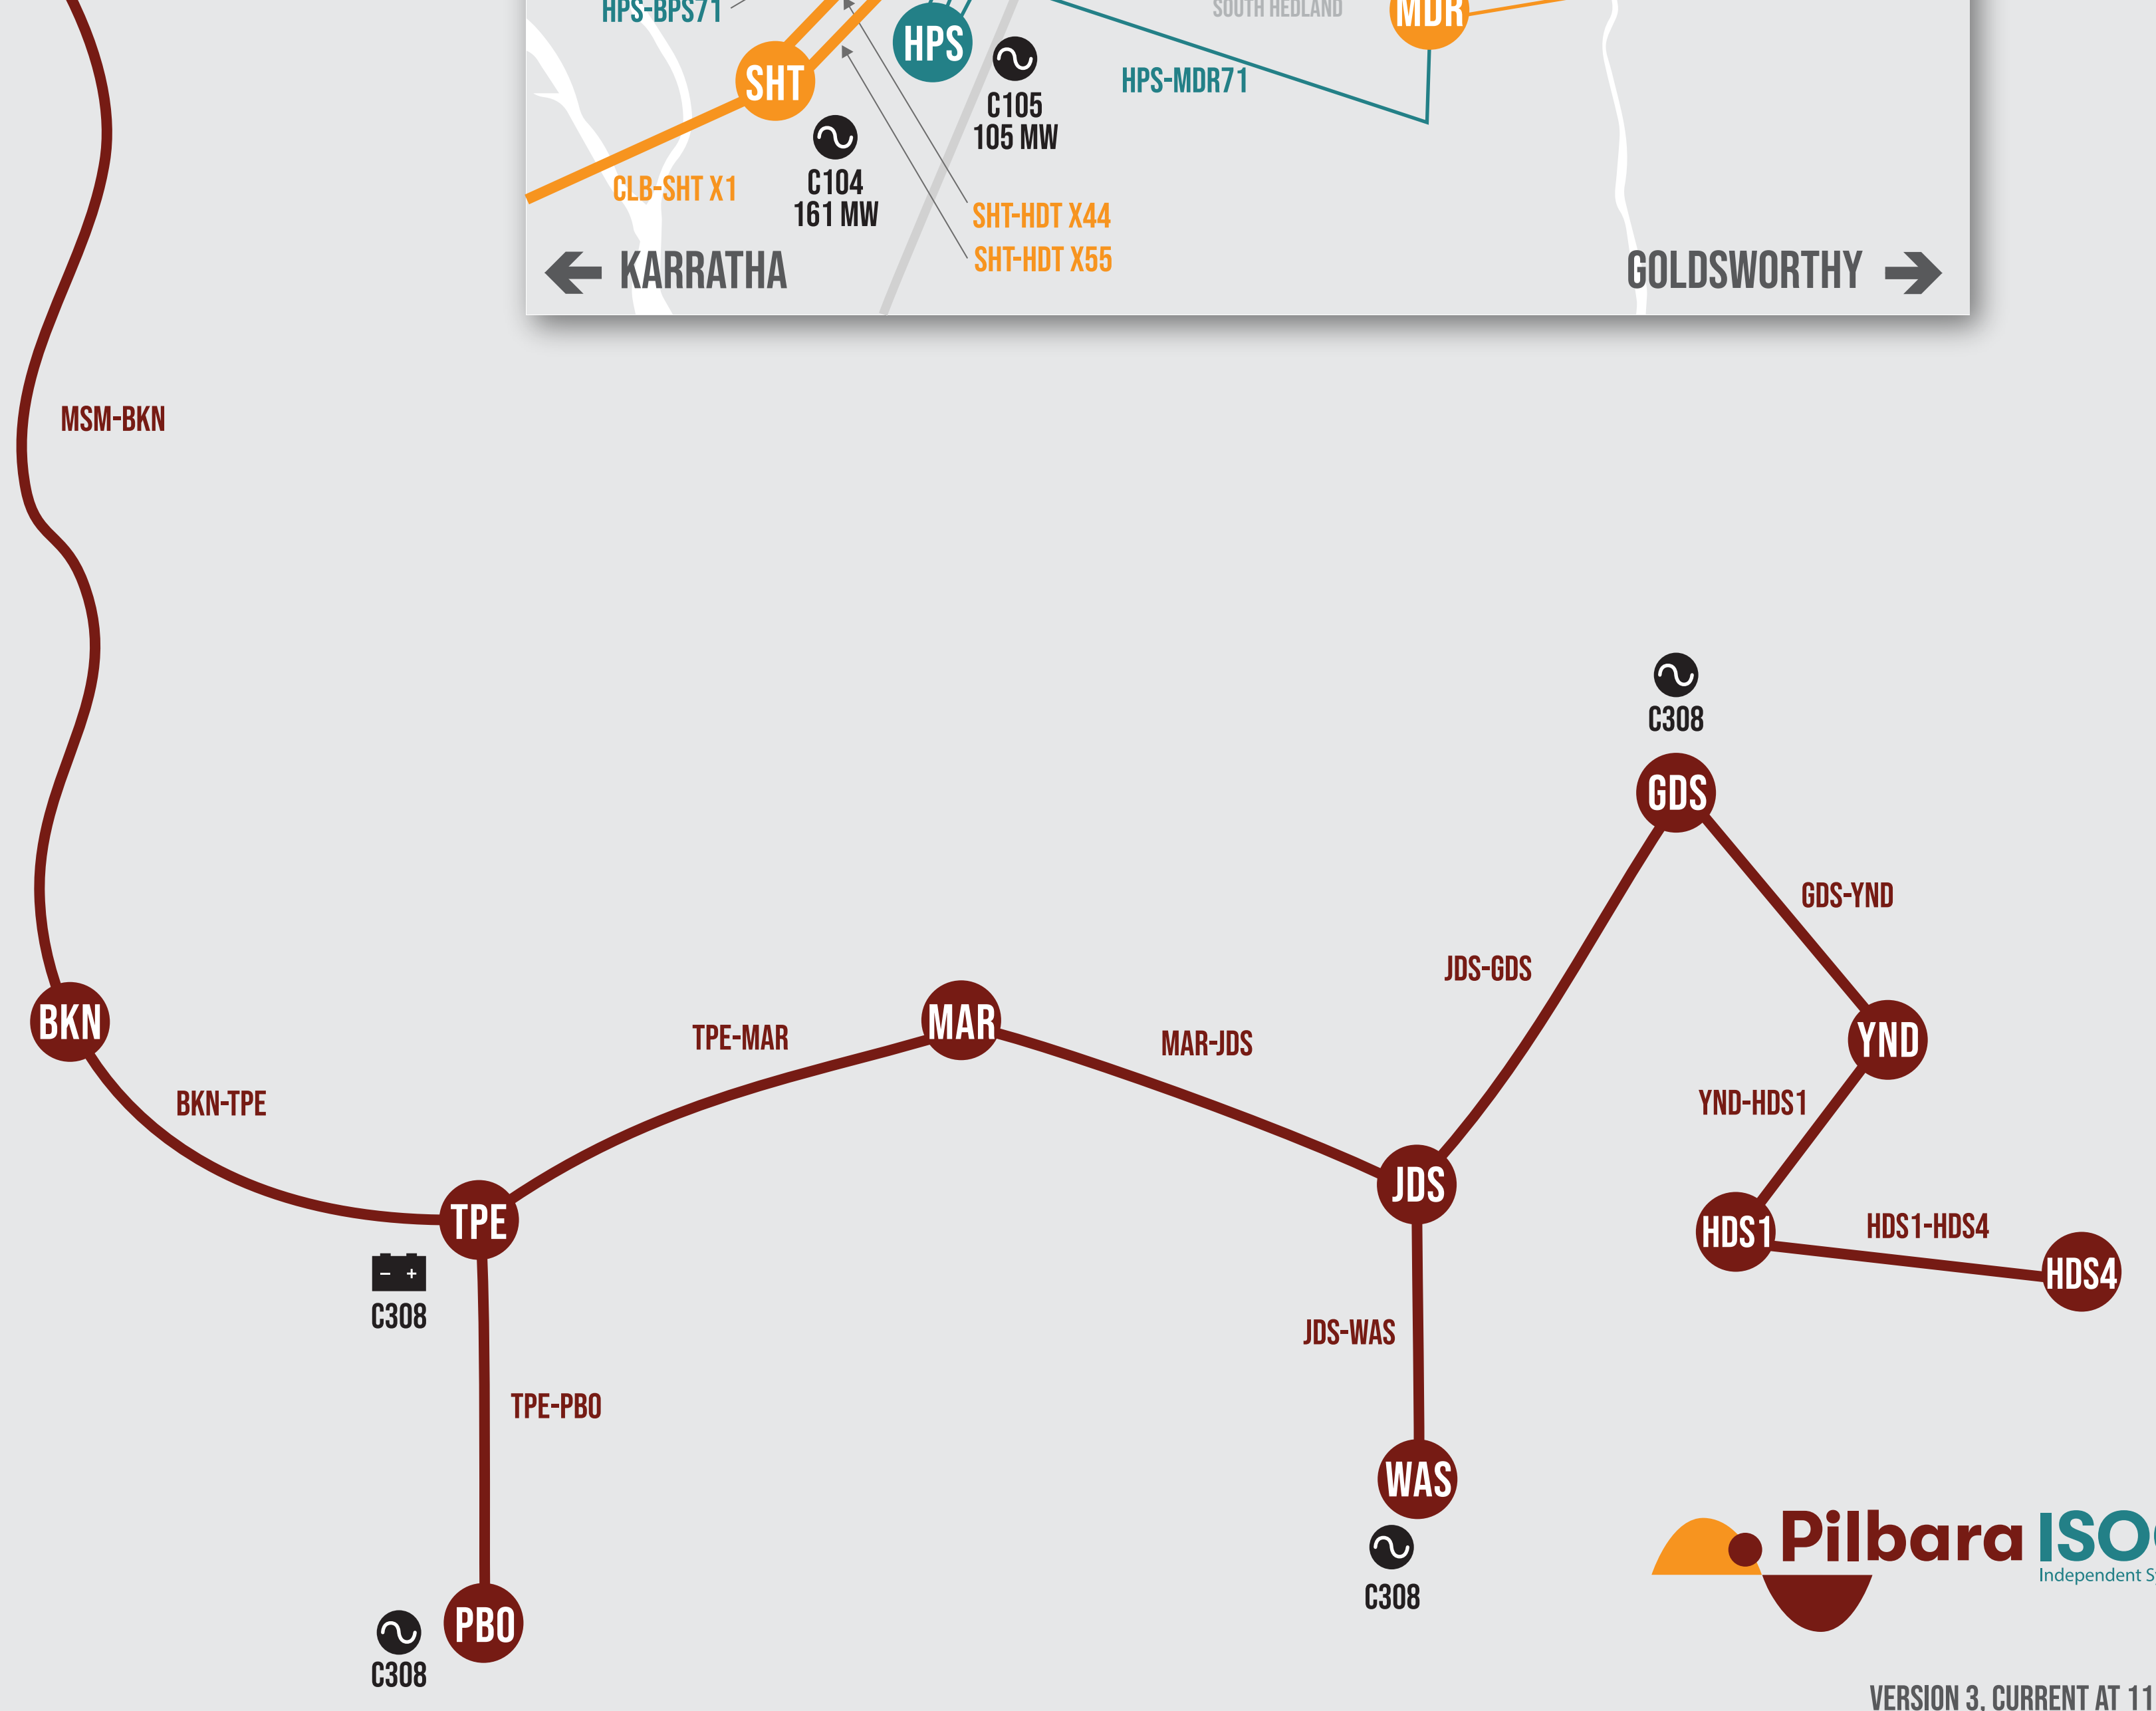 HPS-BPS71
SOUTH HEDLAND
MDR
HPS
SHT
HPS-MDR71
C105
105 MW
C104
161 MW
CLB-SHT X1
SHT-HDT X44
SHT-HDT X55
KARRATHA
GOLDSWORTHY
MSM-BKN
C308
GDS
GDS-YND
JDS-GDS
BKN
MAR
YND
TPE-MAR
MAR-JDS
BKN-TPE
YND-HDS1
JDS
TPE
HDS1
HDS1-HDS4
HDS4
- +
C308
JDS-WAS
TPE-PBO
WAS
C308
PBO
C308
Pilbara ISO
Independent S
VERSION 3, CURRENT AT 11